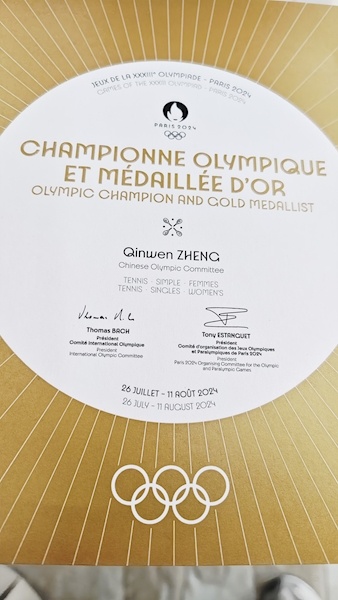 JEUX DE LA XXXIIIᵉ OLYMPIADE - PARIS 2024
GAMES OF THE XXXIII OLYMPIAD - PARIS 2024
PARIS 2024
CHAMPIONNE OLYMPIQUE
ET MÉDAILLÉE D'OR
OLYMPIC CHAMPION AND GOLD MEDALLIST
Qinwen ZHENG
Chinese Olympic Committee
TENNIS - SIMPLE - FEMMES
TENNIS - SINGLES - WOMEN'S
Thomas BACH
Président
Comité International Olympique
President
International Olympic Committee
Tony ESTANGUET
Président
Comité d'organisation des Jeux Olympiques
et Paralympiques de Paris 2024
President
Paris 2024 Organising Committee for the Olympic
and Paralympic Games
26 JUILLET - 11 AOÛT 2024
26 JULY - 11 AUGUST 2024